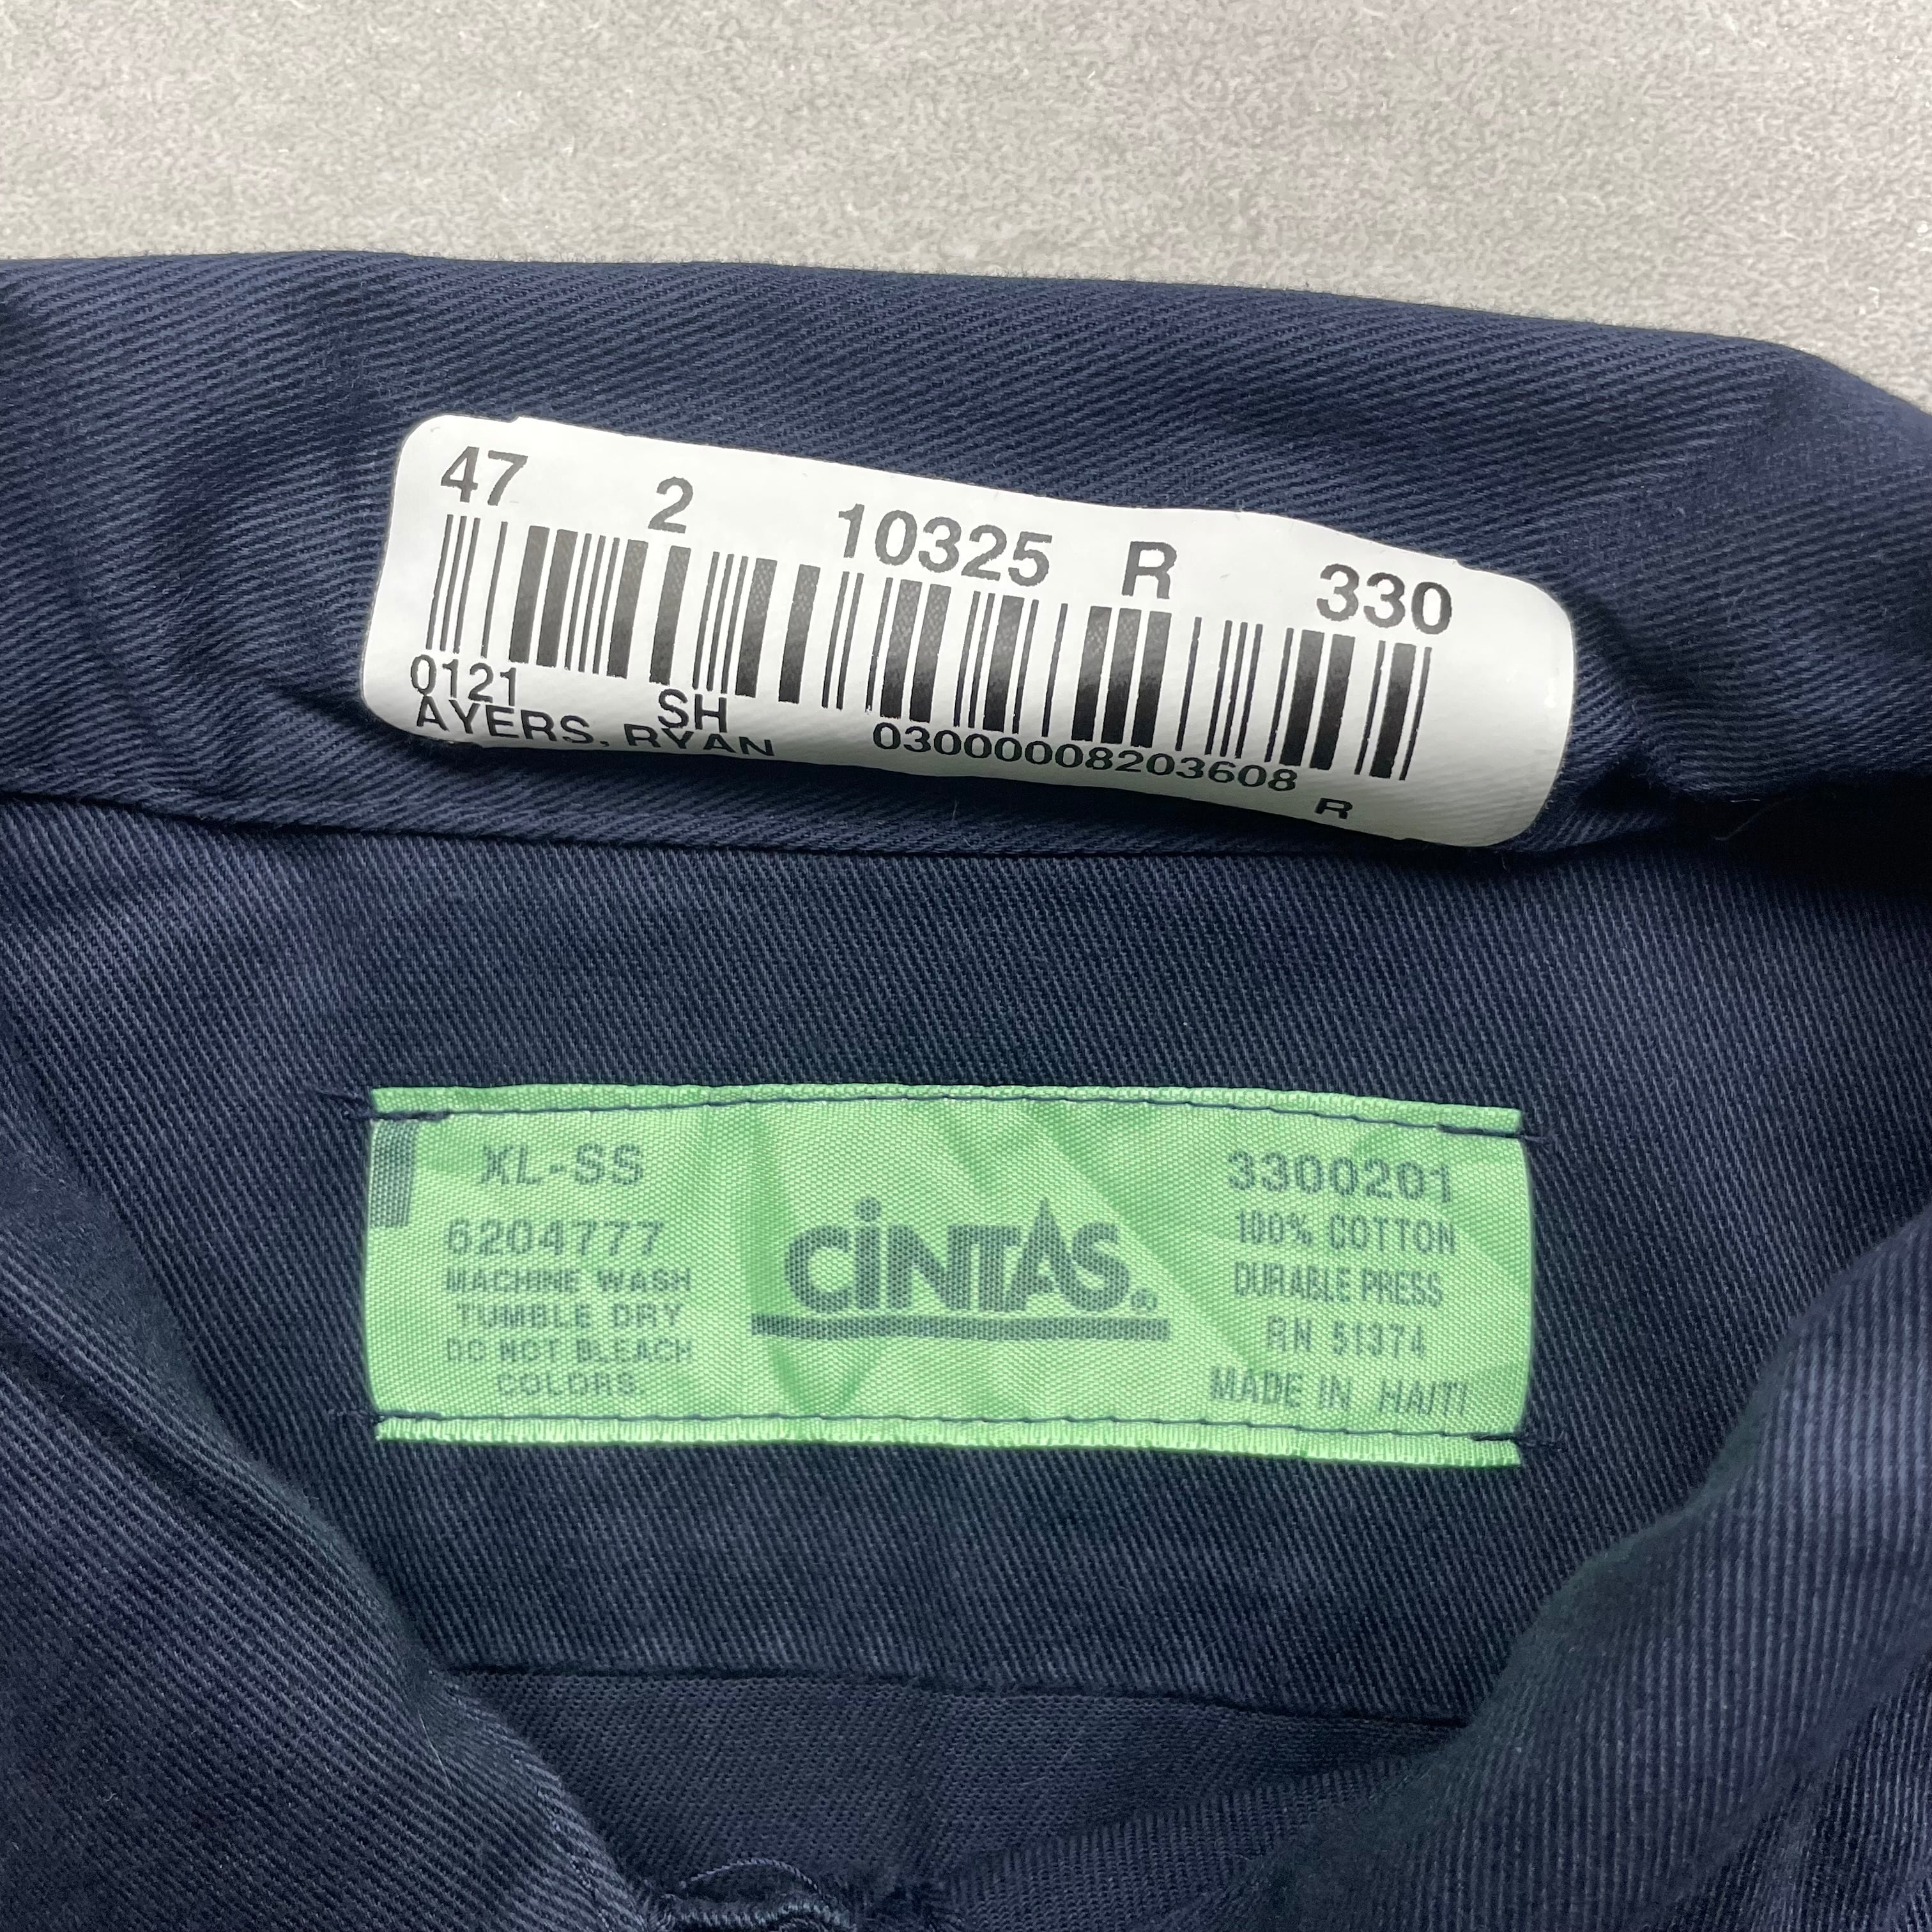 47 2 10325 R 330
0121 SH 03000008203608
AYERS, RYAN R
XL-SS
6204777
MACHINE WASH
TUMBLE DRY
DO NOT BLEACH
COLORS.
CINTAS®
3300201
100% COTTON
DURABLE PRESS
RN 51374
MADE IN HAITI